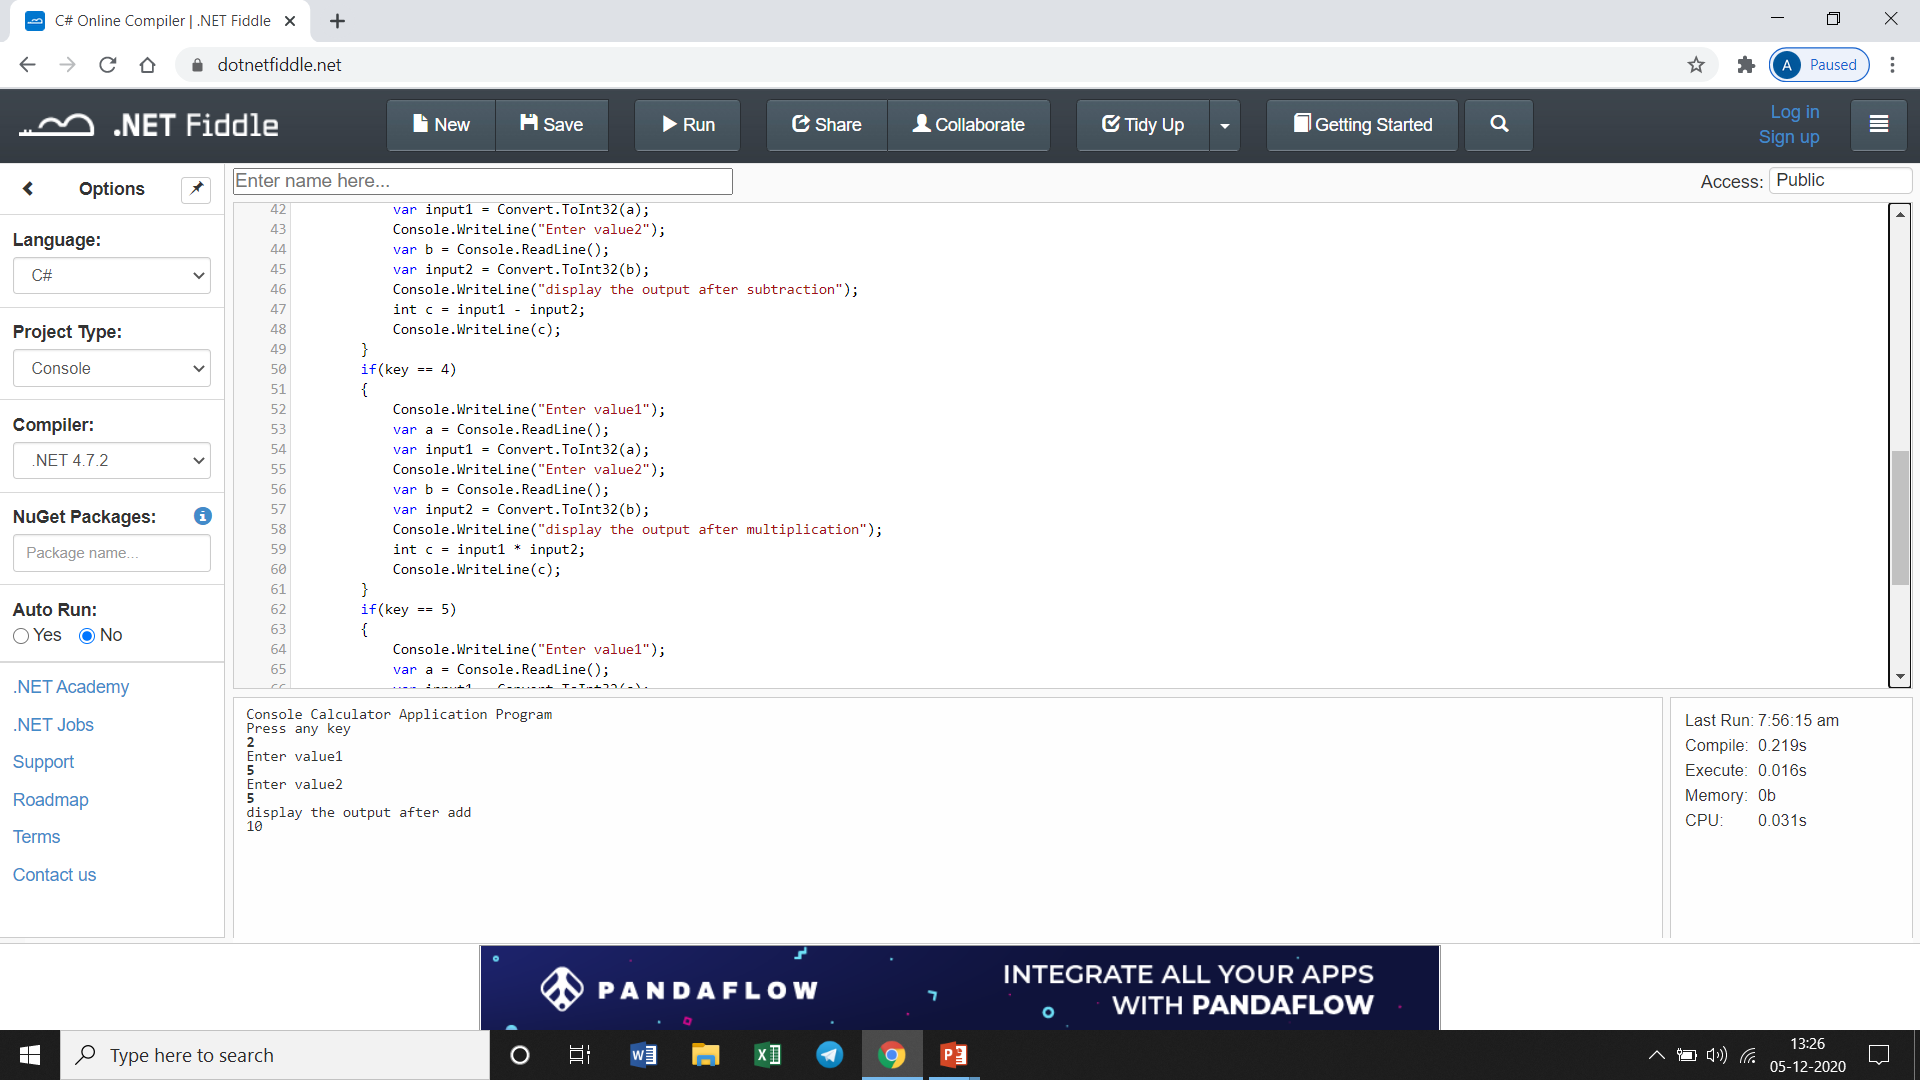 C# Online Compiler | .NET Fiddle
dotnetfiddle.net
A Paused
.NET Fiddle
New
Save
Run
Share
Collaborate
Tidy Up
Getting Started
Log in
Sign up
Options
Enter name here...
Access: Public
Language:
C#
Project Type:
Console
Compiler:
.NET 4.7.2
NuGet Packages:
Package name...
Auto Run:
Yes No
.NET Academy
.NET Jobs
Support
Roadmap
Terms
Contact us
42 var input1 = Convert.ToInt32(a);
43 Console.WriteLine("Enter value2");
44 var b = Console.ReadLine();
45 var input2 = Convert.ToInt32(b);
46 Console.WriteLine("display the output after subtraction");
47 int c = input1 - input2;
48 Console.WriteLine(c);
49 }
50 if(key == 4)
51 {
52 Console.WriteLine("Enter value1");
53 var a = Console.ReadLine();
54 var input1 = Convert.ToInt32(a);
55 Console.WriteLine("Enter value2");
56 var b = Console.ReadLine();
57 var input2 = Convert.ToInt32(b);
58 Console.WriteLine("display the output after multiplication");
59 int c = input1 * input2;
60 Console.WriteLine(c);
61 }
62 if(key == 5)
63 {
64 Console.WriteLine("Enter value1");
65 var a = Console.ReadLine();
Console Calculator Application Program
Press any key
2
Enter value1
5
Enter value2
5
display the output after add
10
Last Run: 7:56:15 am
Compile: 0.219s
Execute: 0.016s
Memory: 0b
CPU: 0.031s
PANDAFLOW
INTEGRATE ALL YOUR APPS
WITH PANDAFLOW
Type here to search
13:26
05-12-2020